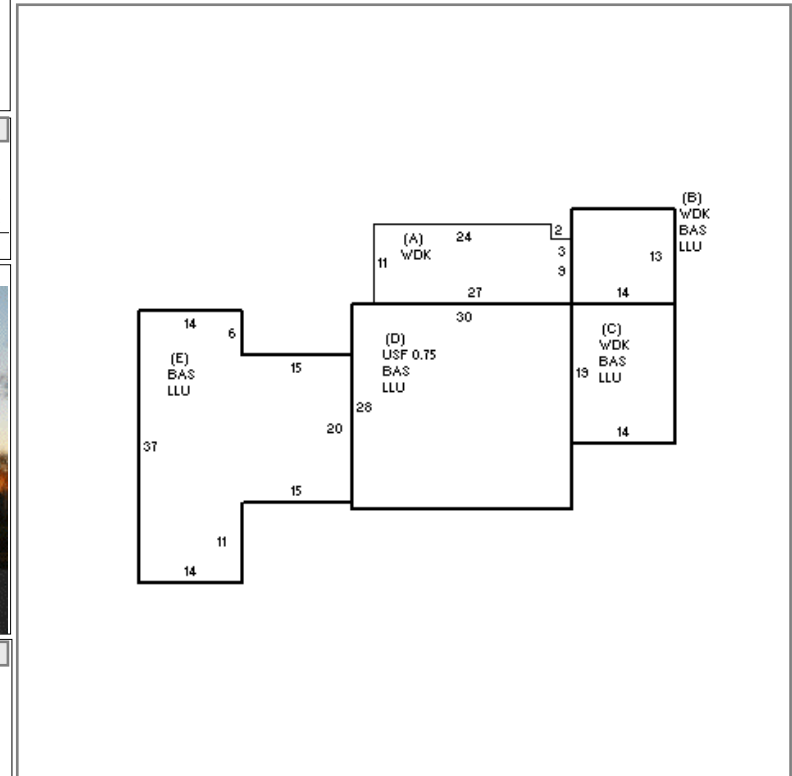 (B)
WDK
BAS
LLU
13
14
(A)
WDK
24
2
3
9
11
27
30
(D)
USF 0.75
BAS
LLU
28
(C)
WDK
BAS
LLU
19
14
14
6
(E)
BAS
LLU
15
20
37
15
11
14